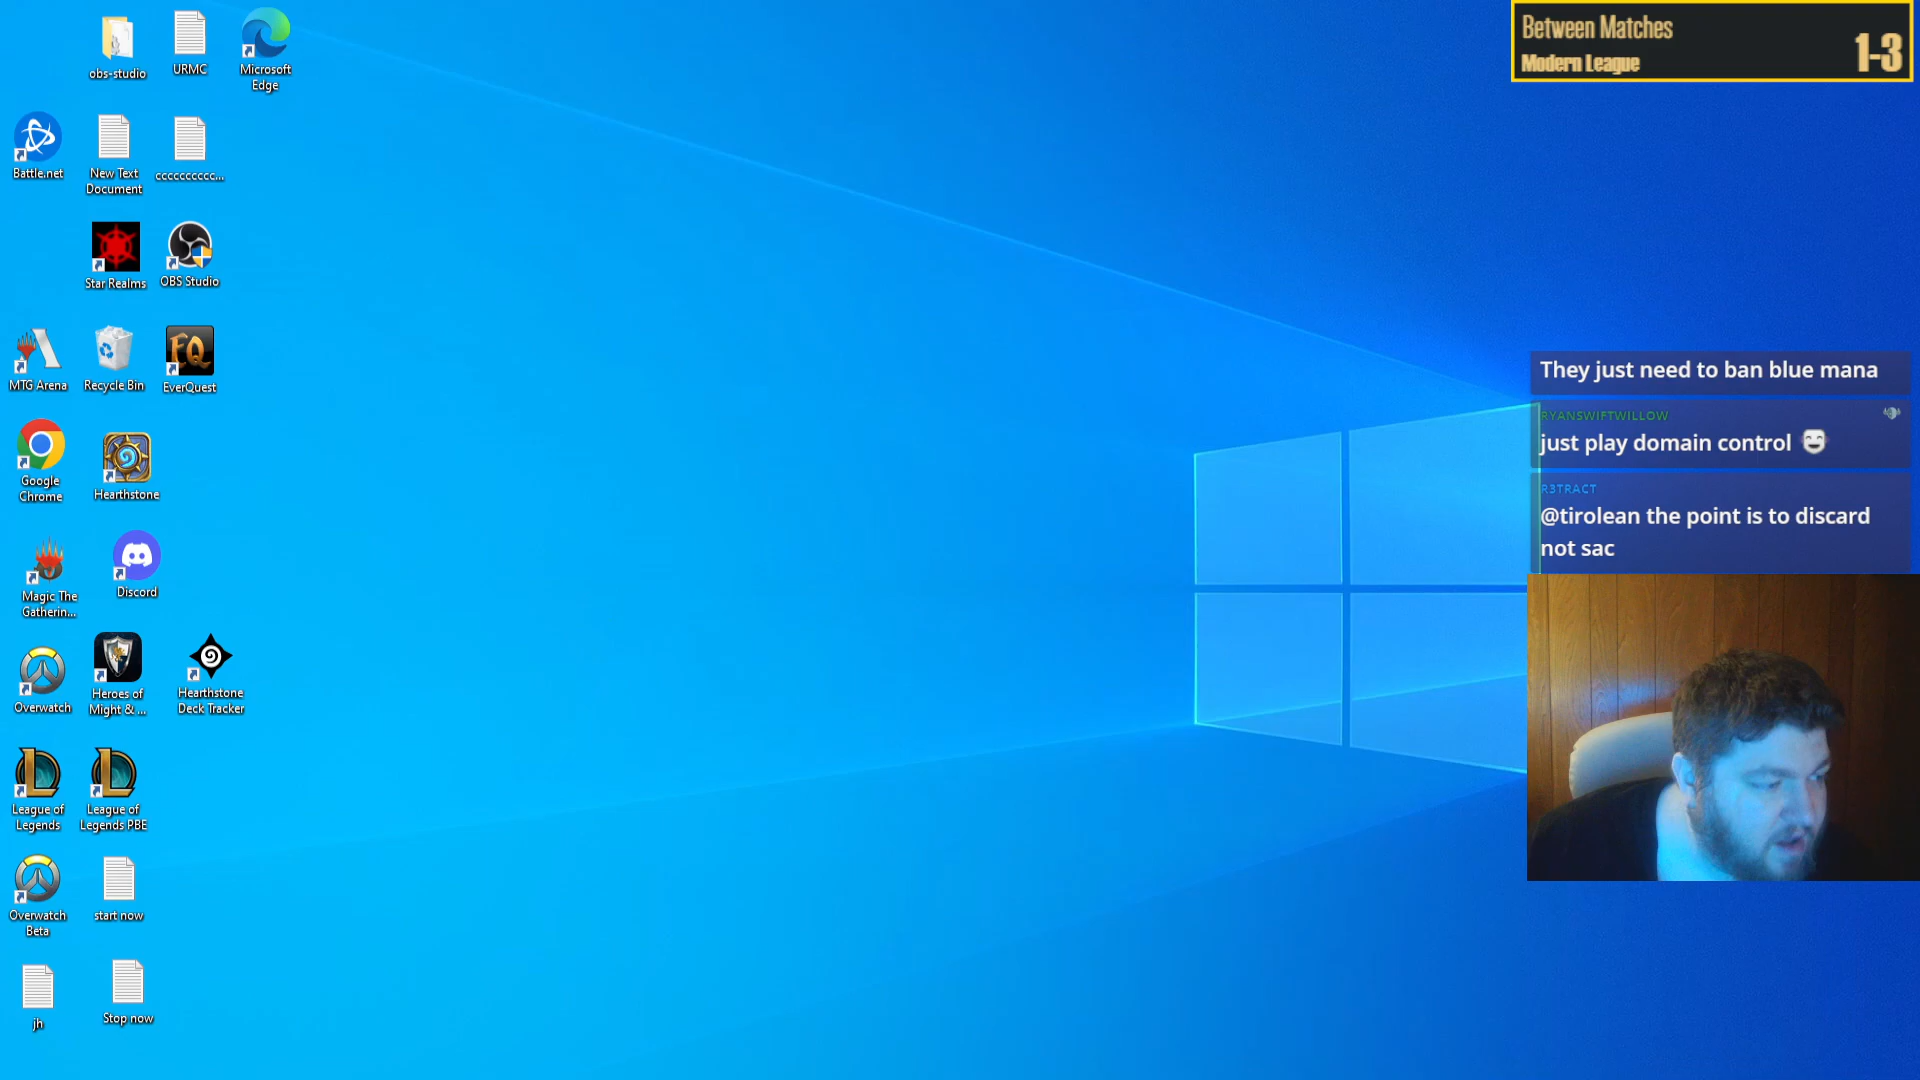 obs-studio
URMC
Microsoft
Edge
Battle.net
New Text
Document
cccccccccc...
Star Realms
OBS Studio
MTG Arena
Recycle Bin
EQ
EverQuest
Google
Chrome
Hearthstone
Magic The
Gatherin...
Discord
Overwatch
Heroes of
Might & ...
Hearthstone
Deck Tracker
League of
Legends
League of
Legends PBE
Overwatch
Beta
start now
jh
Stop now
Between Matches
Modern League
1-3
They just need to ban blue mana
RYANSWIFTWILLOW
just play domain control
R3TRACT
@tirolean the point is to discard
not sac